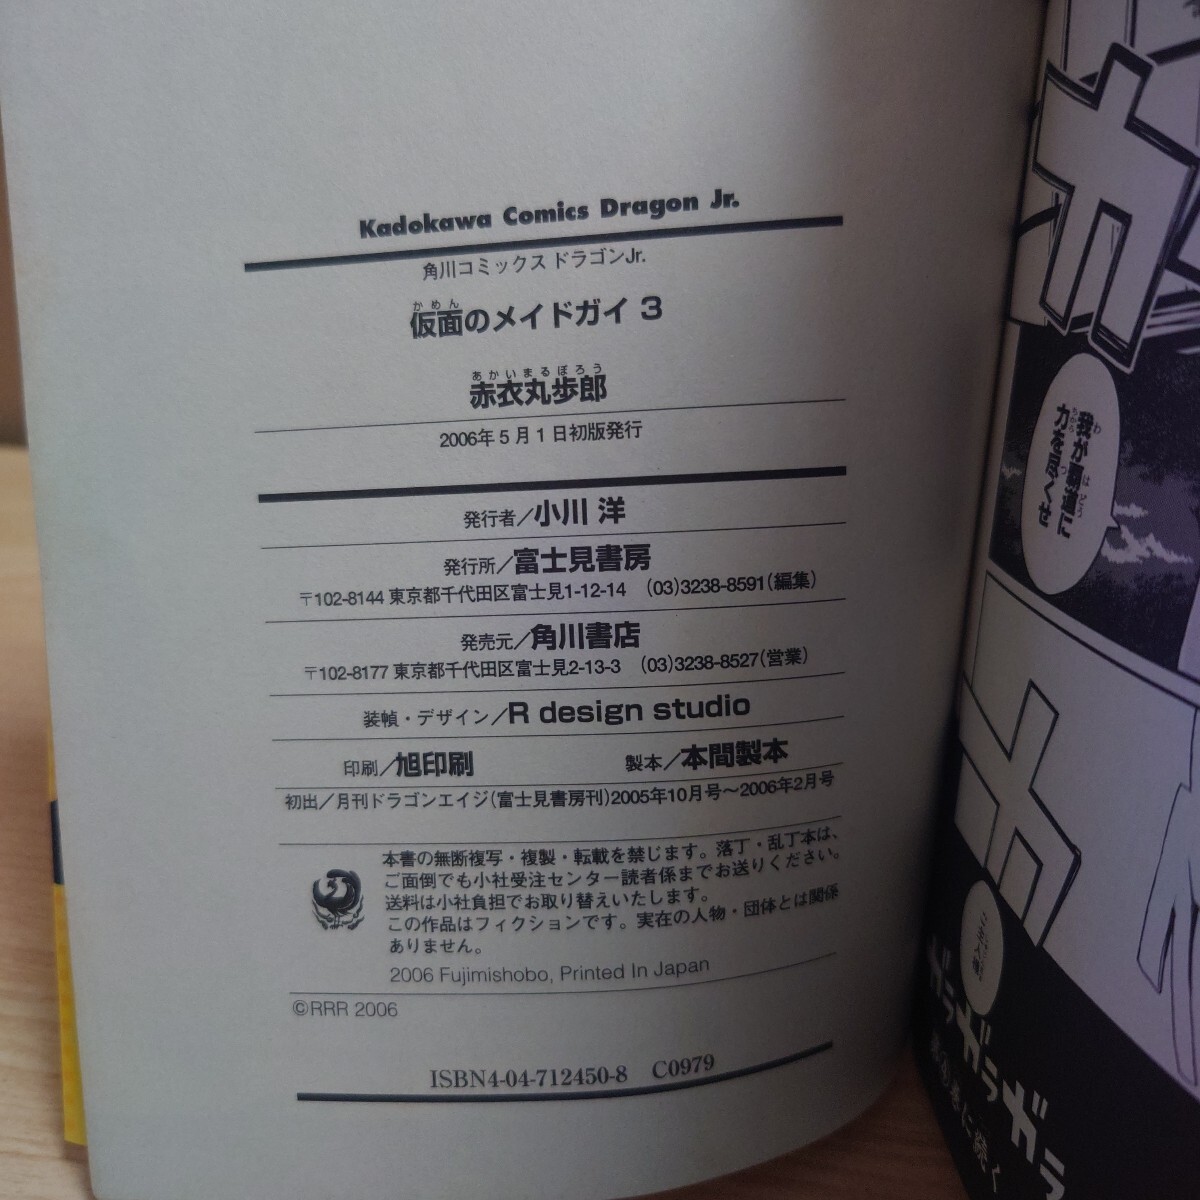 Kadokawa Comics Dragon Jr.
角川コミックス ドラゴンJr.
かめん
仮面のメイドガイ 3
あかいまるぼろう
赤衣丸歩郎
2006年5月1日初版発行
発行者／小川 洋
発行所／富士見書房
〒102-8144 東京都千代田区富士見1-12-14 (03)3238-8591(編集)
発売元／角川書店
〒102-8177 東京都千代田区富士見2-13-3 (03)3238-8527(営業)
装幀・デザイン／R design studio
印刷／旭印刷 製本／本間製本
初出／月刊ドラゴンエイジ(富士見書房刊)2005年10月号〜2006年2月号
本書の無断複写・複製・転載を禁じます。落丁・乱丁本は、
ご面倒でも小社受注センター読者係までお送りください。
送料は小社負担でお取り替えいたします。
この作品はフィクションです。実在の人物・団体とは関係
ありません。
2006 Fujimishobo, Printed In Japan
©RRR 2006
ISBN4-04-712450-8 C0979
我が覇道に
力を尽くせ
ガラガラガラ
に続く